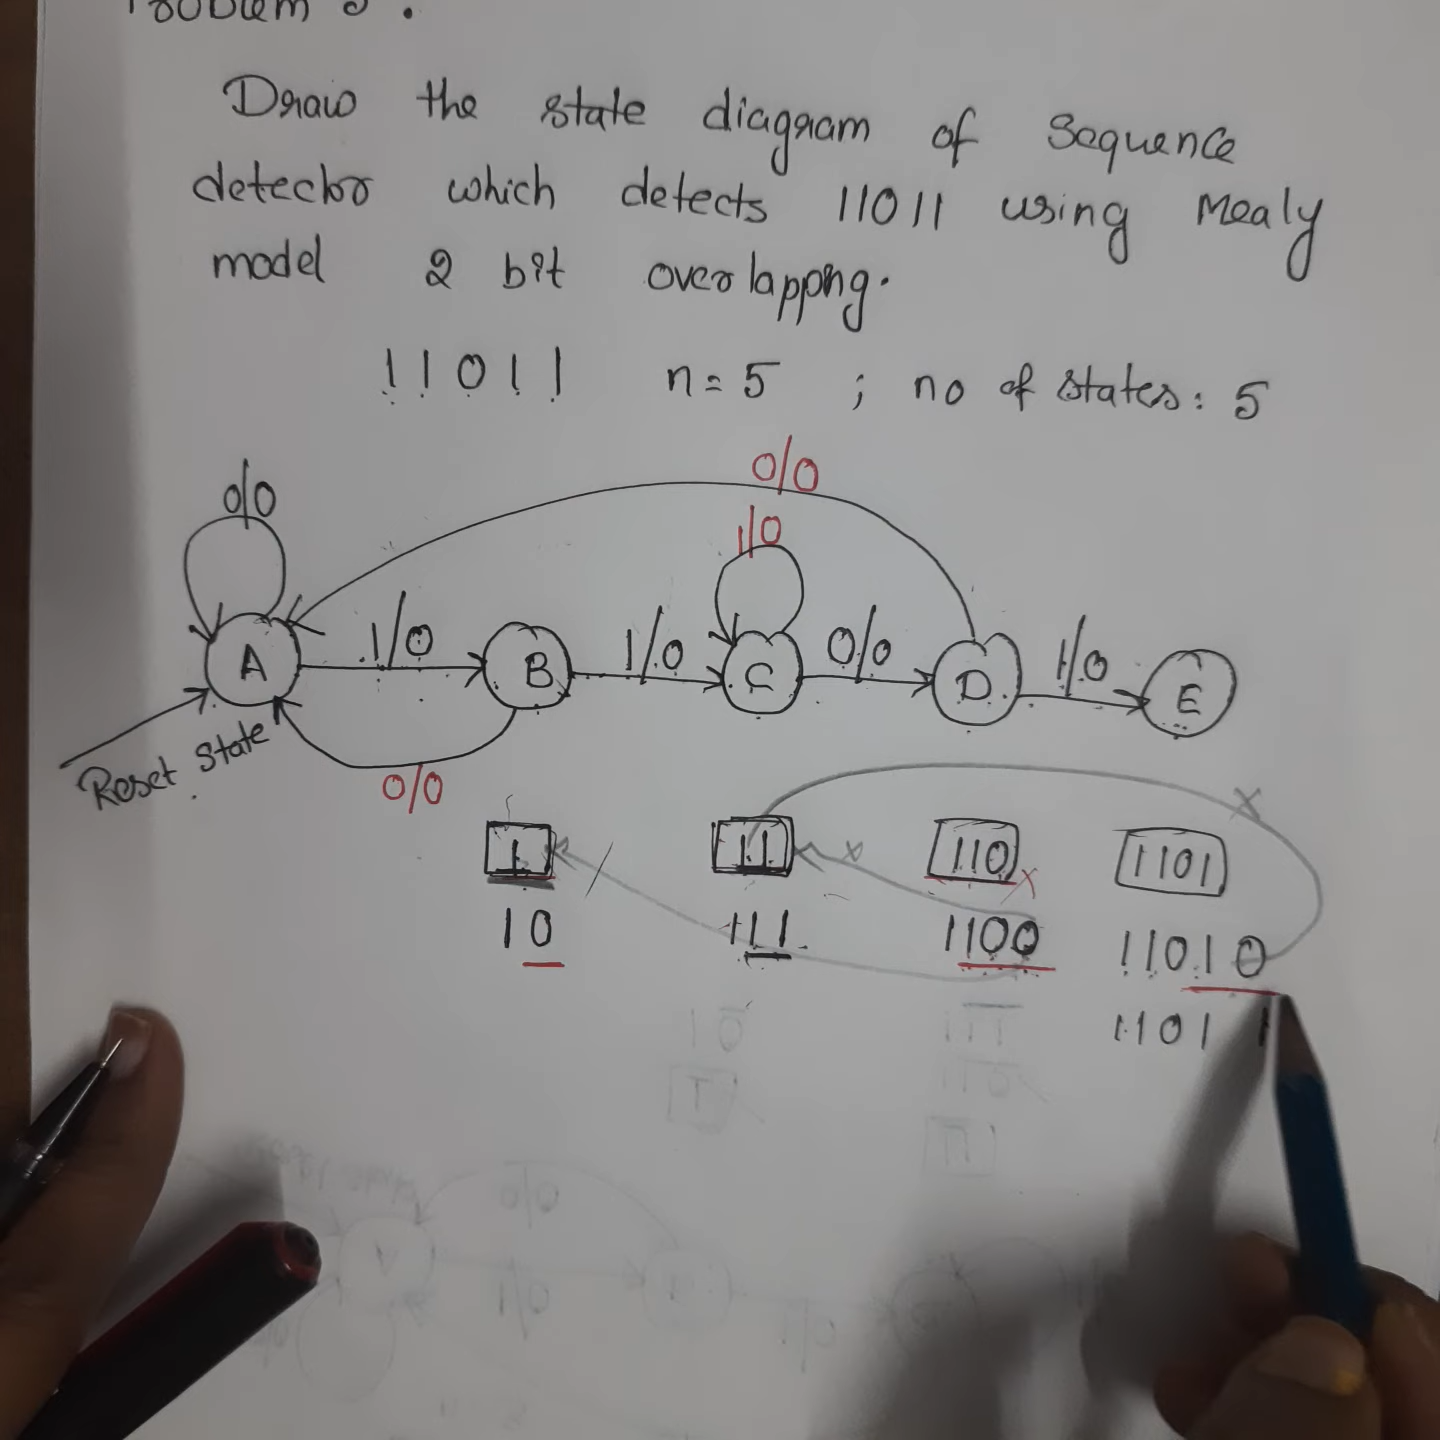 Draw the state diagram of Sequence
detector which detects 11011 using Mealy
model 2 bit overlapping.
11011 n = 5 ; no of states: 5
0/0
0/0
1/0
1/0 1/0 0/0 1/0
A B C D E
Reset State
0/0
1 11 110 1101
10 111 1100 11010
1101